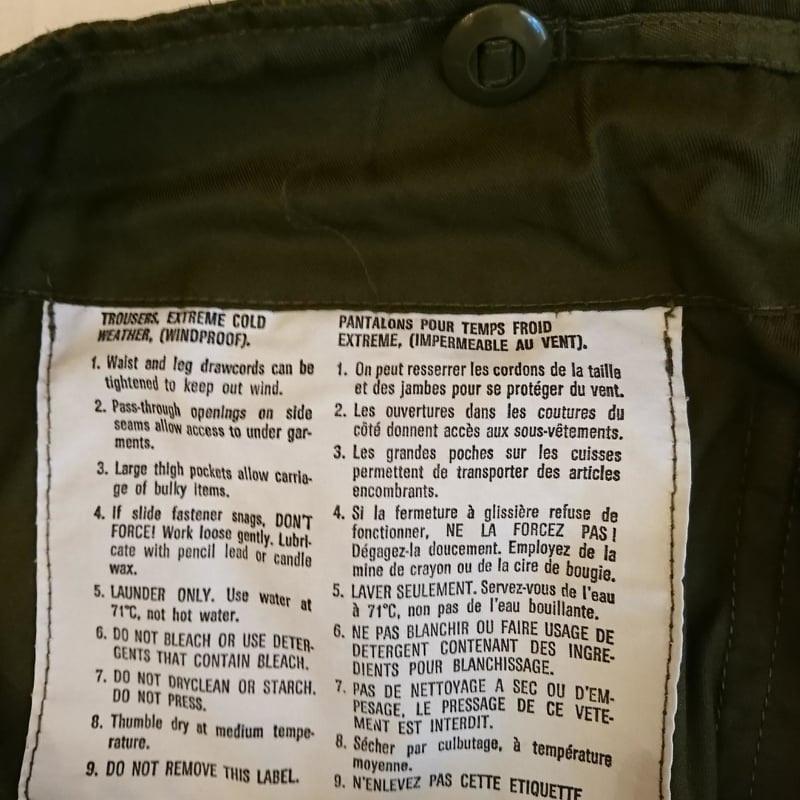 TROUSERS, EXTREME COLD
WEATHER, (WINDPROOF).
1. Waist and leg drawcords can be
tightened to keep out wind.
2. Pass-through openings on side
seams allow access to under gar-
ments.
3. Large thigh pockets allow carria-
ge of bulky items.
4. If slide fastener snags, DON'T
FORCE! Work loose gently. Lubri-
cate with pencil lead or candle
wax.
5. LAUNDER ONLY. Use water at
71°C, not hot water.
6. DO NOT BLEACH OR USE DETER-
GENTS THAT CONTAIN BLEACH.
7. DO NOT DRYCLEAN OR STARCH.
DO NOT PRESS.
8. Thumble dry at medium tempe-
rature.
9. DO NOT REMOVE THIS LABEL.
PANTALONS POUR TEMPS FROID
EXTREME, (IMPERMEABLE AU VENT).
1. On peut resserrer les cordons de la taille
et des jambes pour se protéger du vent.
2. Les ouvertures dans les coutures du
côté donnent accès aux sous-vêtements.
3. Les grandes poches sur les cuisses
permettent de transporter des articles
encombrants.
4. Si la fermeture à glissière refuse de
fonctionner, NE LA FORCEZ PAS!
Dégagez-la doucement. Employez de la
mine de crayon ou de la cire de bougie.
5. LAVER SEULEMENT. Servez-vous de l'eau
à 71°C, non pas de l'eau bouillante.
6. NE PAS BLANCHIR OU FAIRE USAGE DE
DETERGENT CONTENANT DES INGRE-
DIENTS POUR BLANCHISSAGE.
7. PAS DE NETTOYAGE A SEC OU D'EM-
PESAGE, LE PRESSAGE DE CE VETE-
MENT EST INTERDIT.
8. Sécher par culbutage, à température
moyenne.
9. N'ENLEVEZ PAS CETTE ETIQUETTE